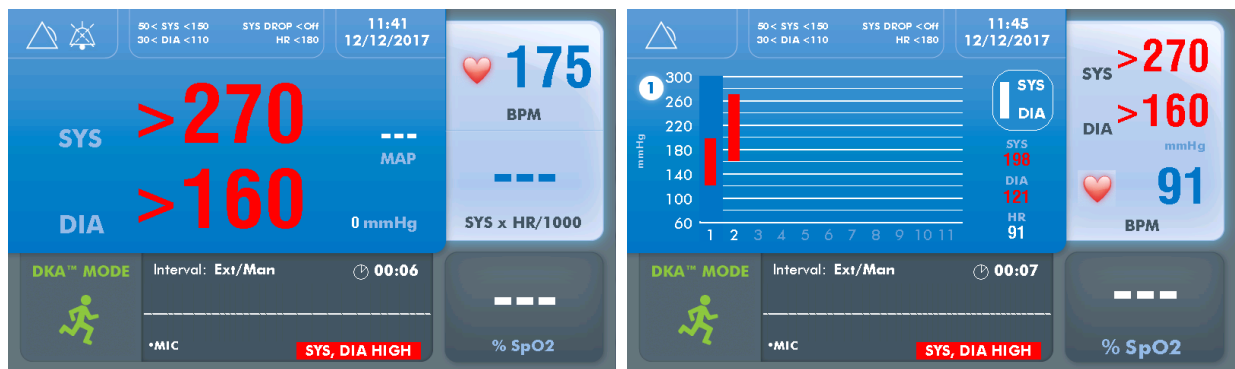 50< SYS <150 SYS DROP <Off 11:41
30< DIA <110 HR <180 12/12/2017
SYS >270
--- MAP
DIA >160
0 mmHg
175
BPM
---
SYS x HR/1000
DKA™ MODE
Interval: Ext/Man 00:06
•MIC
SYS, DIA HIGH
---
% SpO2
50< SYS <150 SYS DROP <Off 11:45
30< DIA <110 HR <180 12/12/2017
1
mmHg
300
260
220
180
140
100
60
1 2 3 4 5 6 7 8 9 10 11
SYS
DIA
SYS
198
DIA
121
HR
91
SYS >270
DIA >160
mmHg
91
BPM
DKA™ MODE
Interval: Ext/Man 00:07
•MIC
SYS, DIA HIGH
---
% SpO2